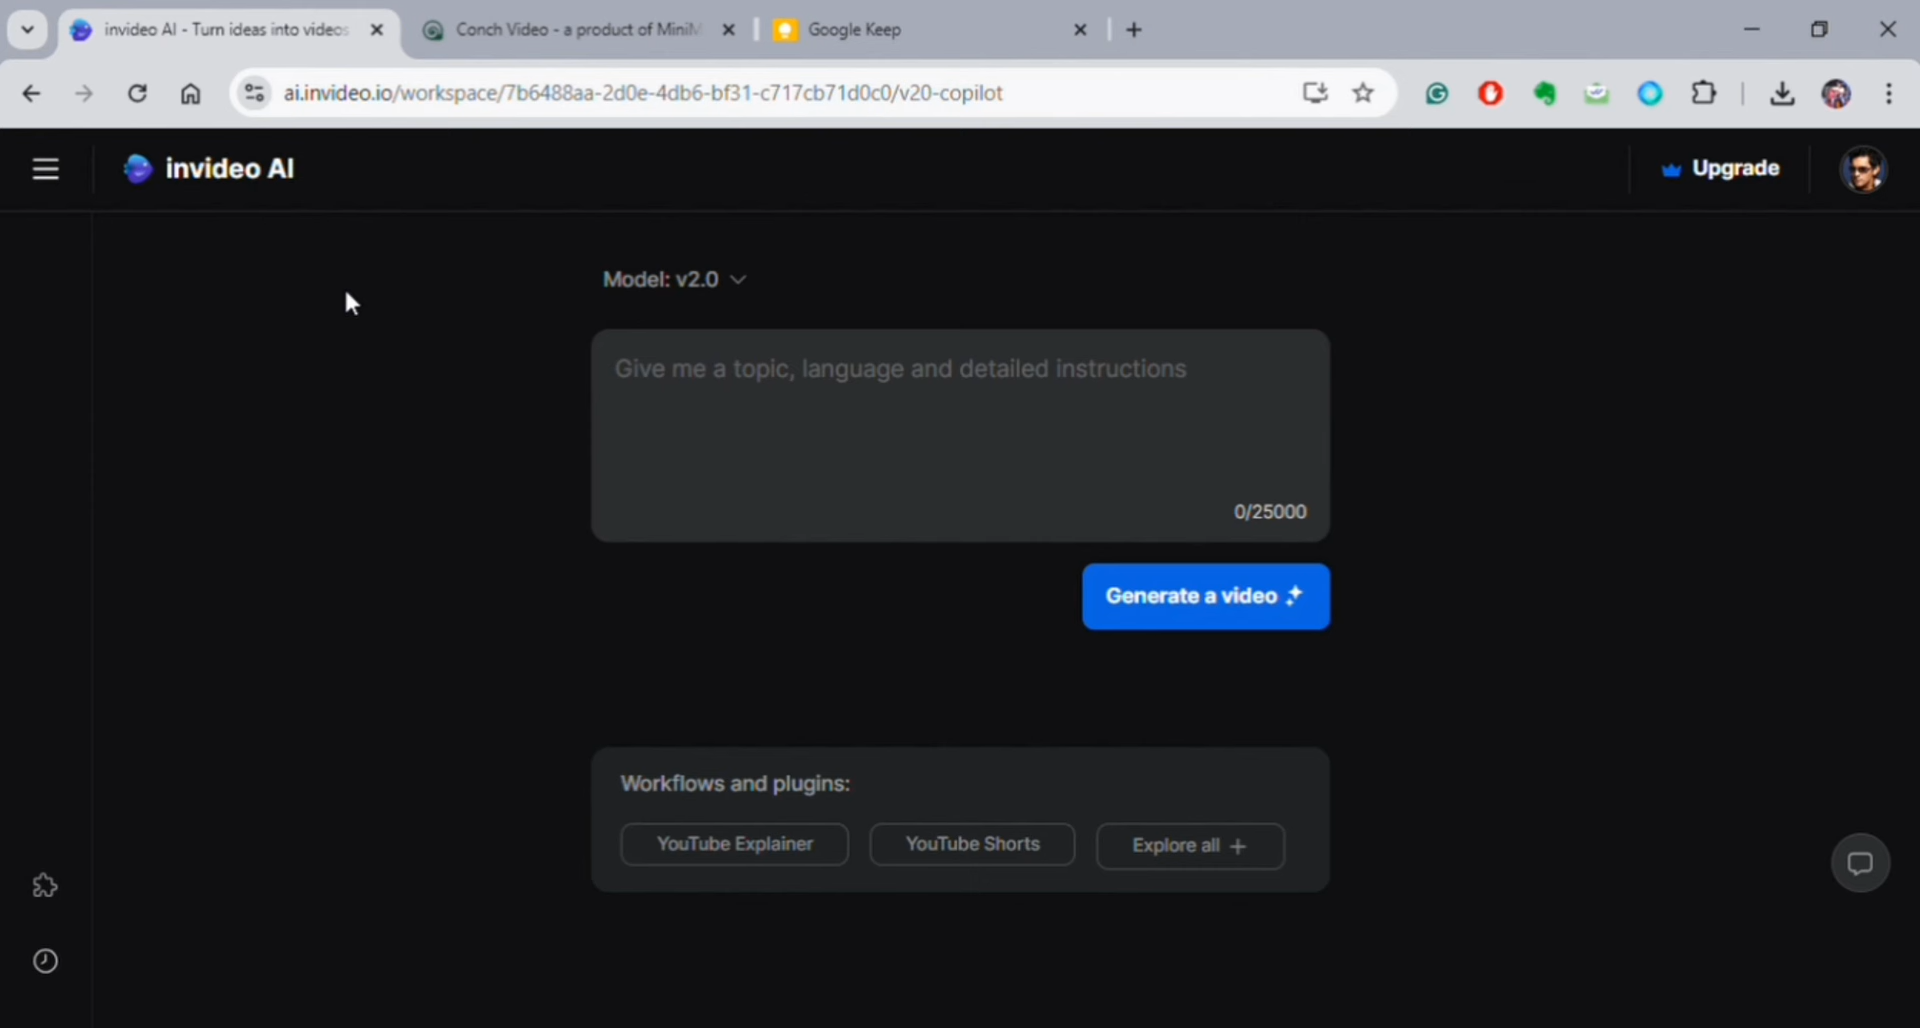 invideo AI - Turn ideas into videos
Conch Video - a product of MiniM
Google Keep
ai.invideo.io/workspace/7b6488aa-2d0e-4db6-bf31-c717cb71d0c0/v20-copilot
invideo AI
Upgrade
Model: v2.0
Give me a topic, language and detailed instructions
0/25000
Generate a video
Workflows and plugins:
YouTube Explainer
YouTube Shorts
Explore all +